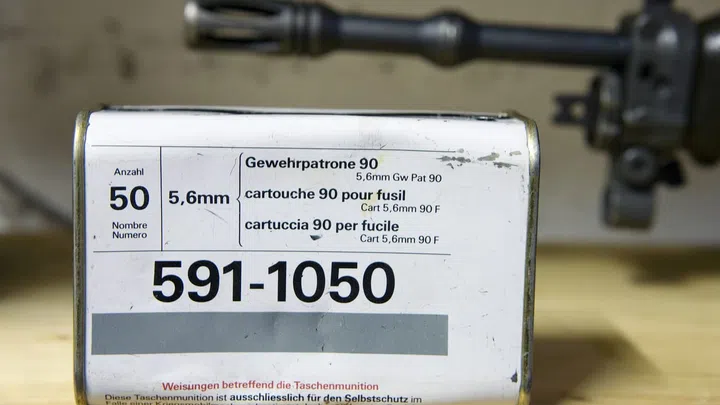 Anzahl
50
Nombre
Numero
5,6mm
Gewehrpatrone 90
5,6mm Gw Pat 90
cartouche 90 pour fusil
Cart 5,6mm 90 F
cartuccia 90 per fucile
Cart 5,6mm 90 F
591-1050
Weisungen betreffend die Taschenmunition
Diese Taschenmunition ist ausschliesslich für den Selbstschutz im
Falle einer